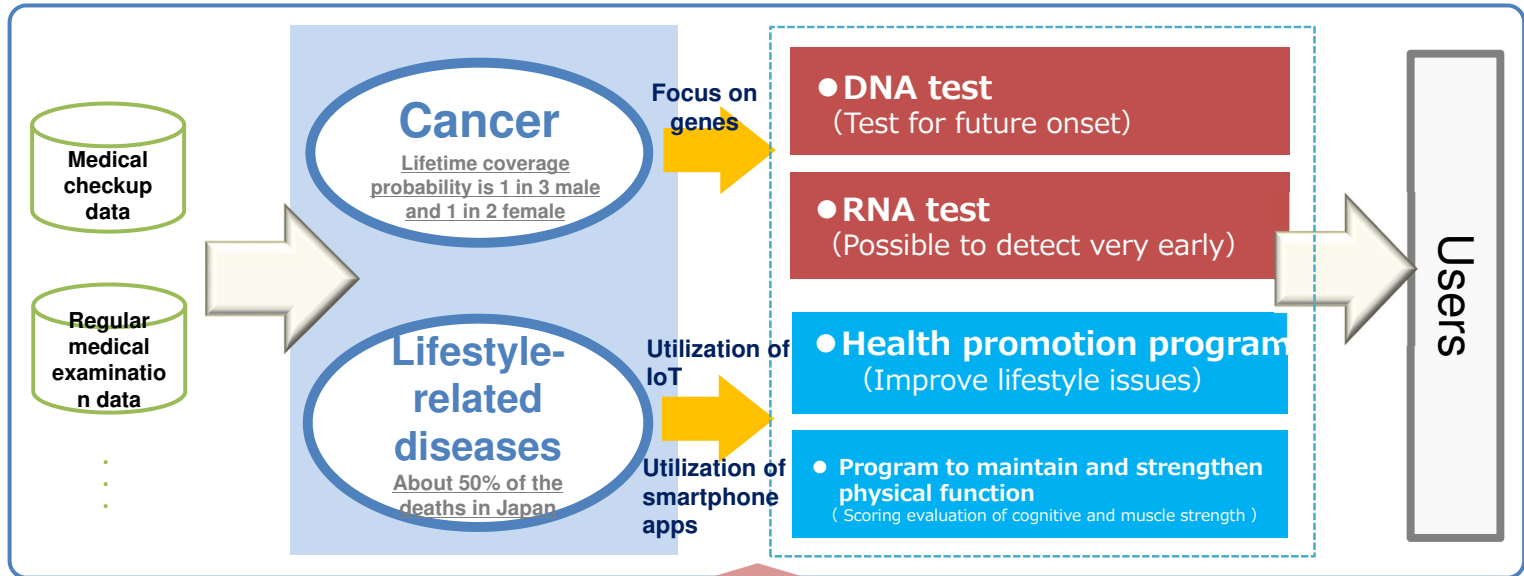 Medical
checkup
data
Regular
medical
examinatio
n data
.
.
.
Cancer
Lifetime coverage
probability is 1 in 3 male
and 1 in 2 female
Lifestyle-
related
diseases
About 50% of the
deaths in Japan
Focus on
genes
Utilization of
IoT
Utilization of
smartphone
apps
●DNA test
（Test for future onset）
●RNA test
（Possible to detect very early）
●Health promotion program
（Improve lifestyle issues）
● Program to maintain and strengthen
physical function
（ Scoring evaluation of cognitive and muscle strength ）
Users